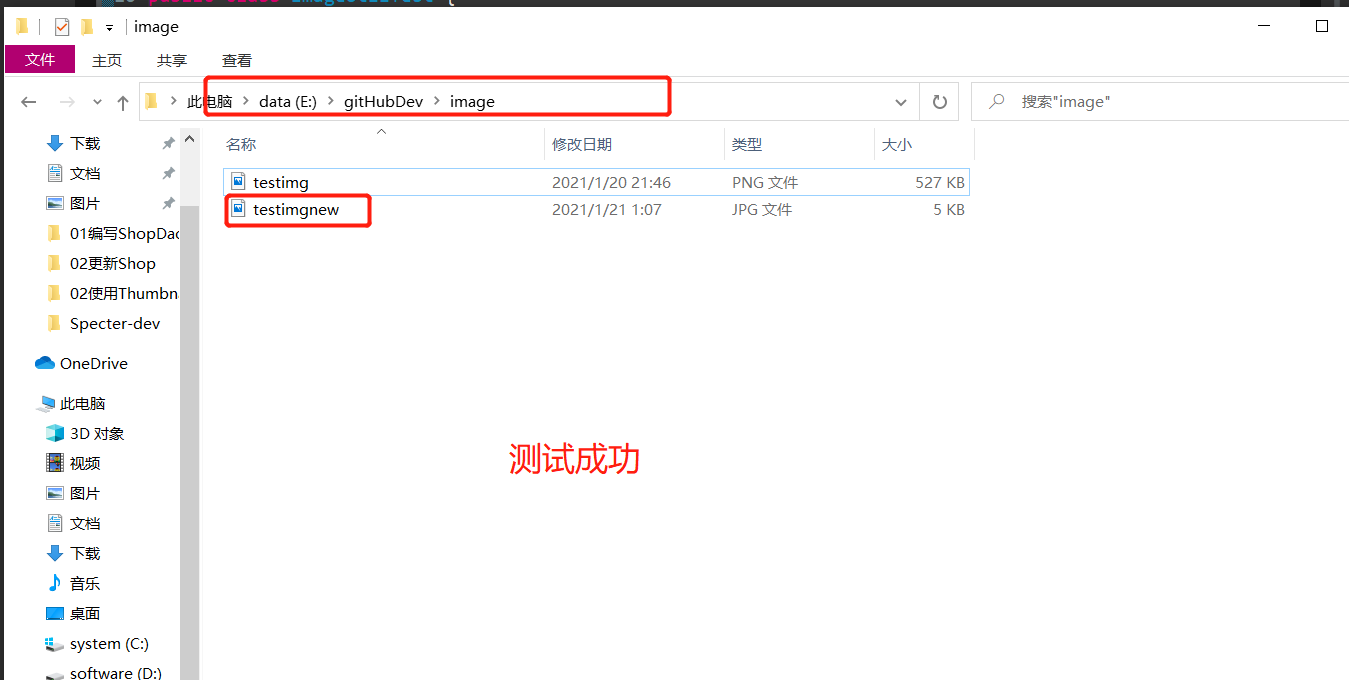 image
文件
主页
共享
查看
此电脑
data (E:)
gitHubDev
image
搜索"image"
名称
修改日期
类型
大小
testimg
2021/1/20 21:46
PNG 文件
527 KB
testimgnew
2021/1/21 1:07
JPG 文件
5 KB
测试成功
下载
文档
图片
01编写ShopDao
02更新Shop
02使用Thumbn
Specter-dev
OneDrive
此电脑
3D 对象
视频
图片
文档
下载
音乐
桌面
system (C:)
software (D:)